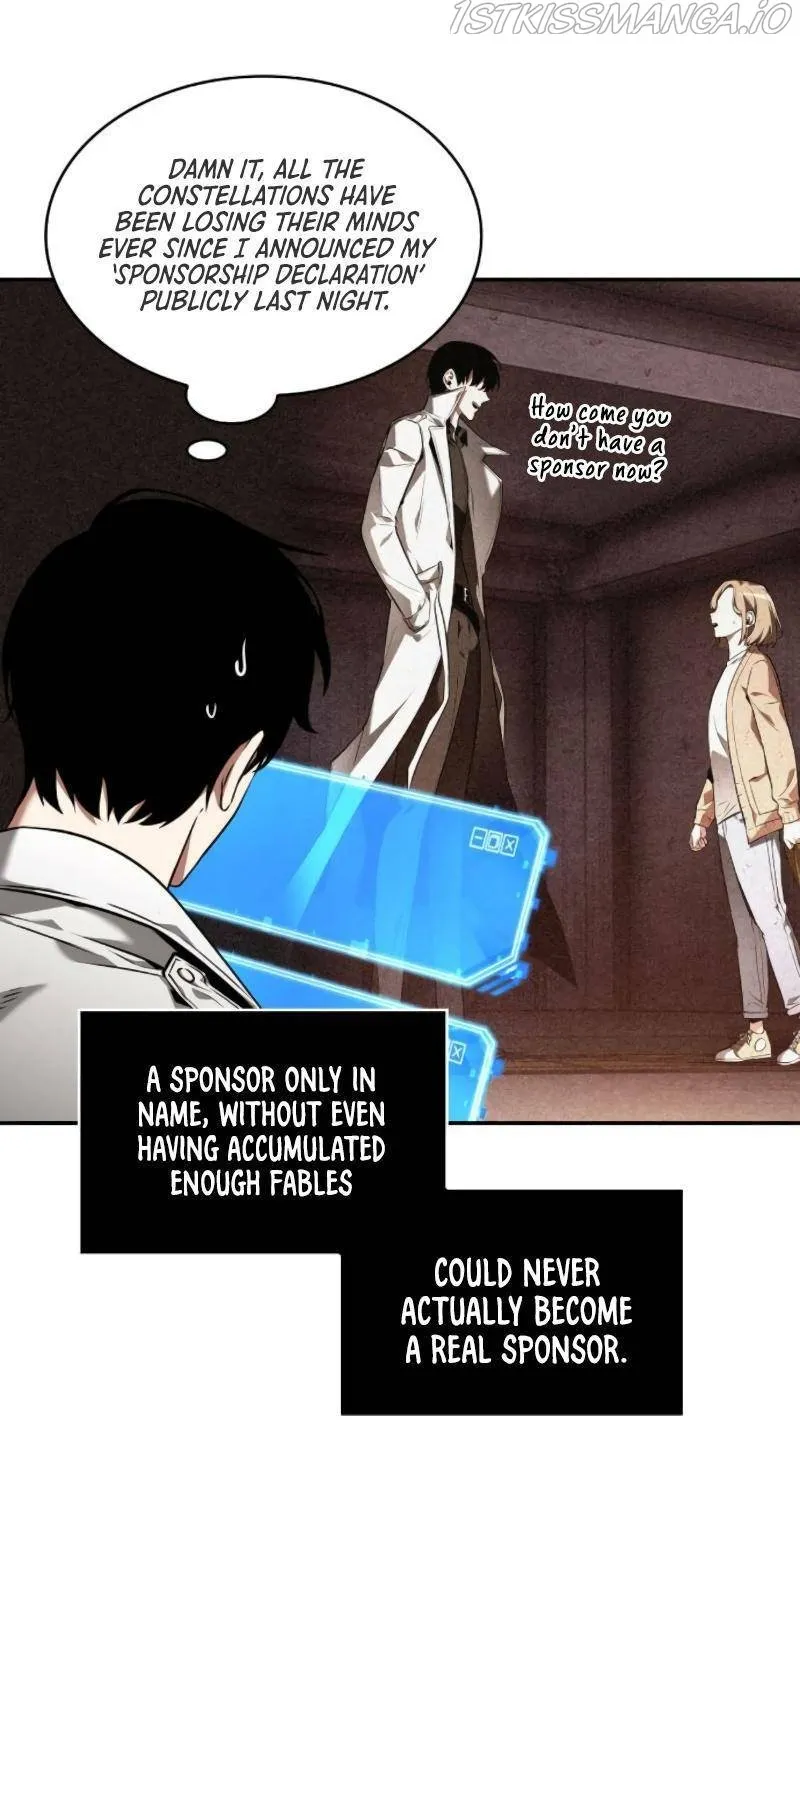 1STKISSMANGA.IO
DAMN IT, ALL THE
CONSTELLATIONS HAVE
BEEN LOSING THEIR MINDS
EVER SINCE I ANNOUNCED MY
'SPONSORSHIP DECLARATION'
PUBLICLY LAST NIGHT.
How come you
don't have a
sponsor now?
A SPONSOR ONLY IN
NAME, WITHOUT EVEN
HAVING ACCUMULATED
ENOUGH FABLES
COULD NEVER
ACTUALLY BECOME
A REAL SPONSOR.